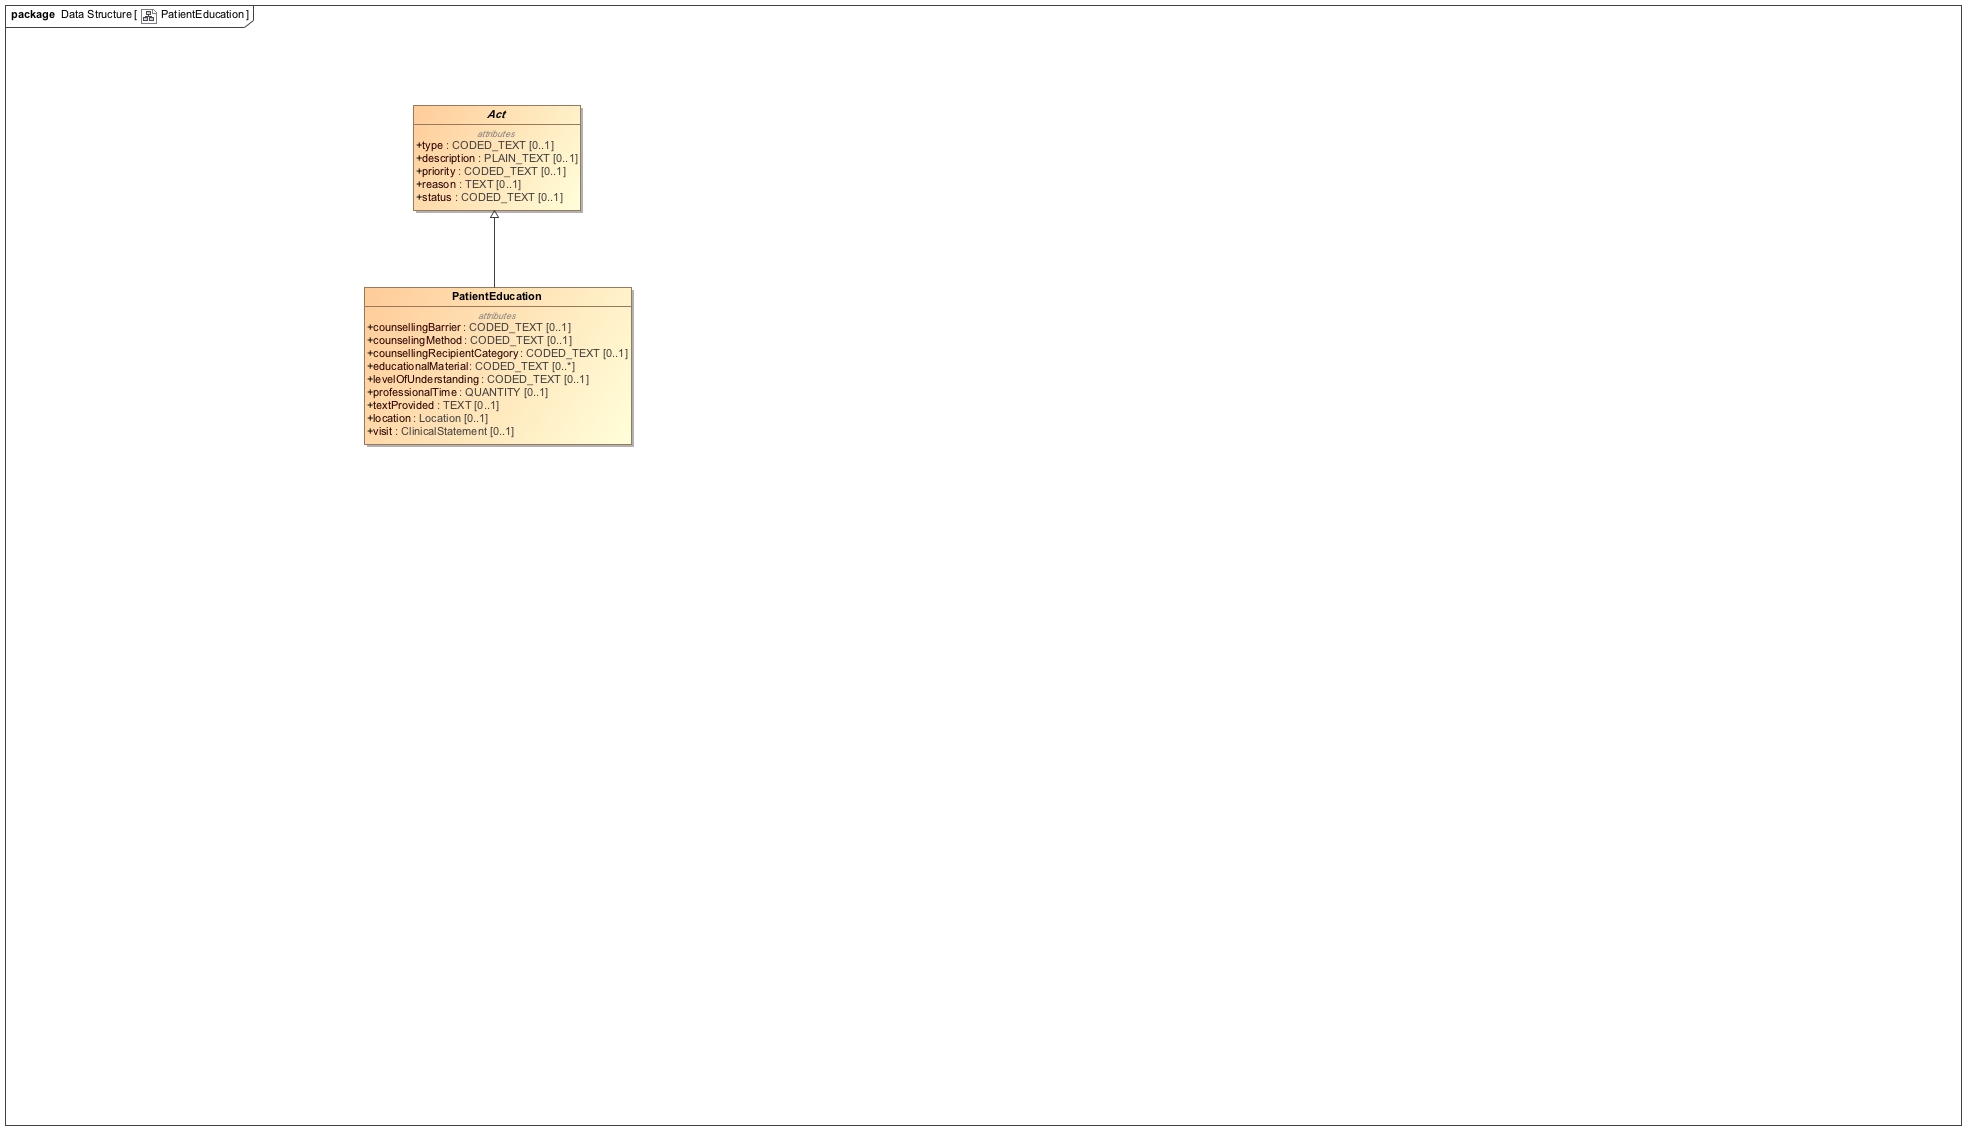 package Data Structure [ PatientEducation ]
Act
attributes
+type : CODED_TEXT [0..1]
+description : PLAIN_TEXT [0..1]
+priority : CODED_TEXT [0..1]
+reason : TEXT [0..1]
+status : CODED_TEXT [0..1]
PatientEducation
attributes
+counsellingBarrier : CODED_TEXT [0..1]
+counselingMethod : CODED_TEXT [0..1]
+counsellingRecipientCategory : CODED_TEXT [0..1]
+educationalMaterial : CODED_TEXT [0..*]
+levelOfUnderstanding : CODED_TEXT [0..1]
+professionalTime : QUANTITY [0..1]
+textProvided : TEXT [0..1]
+location : Location [0..1]
+visit : ClinicalStatement [0..1]